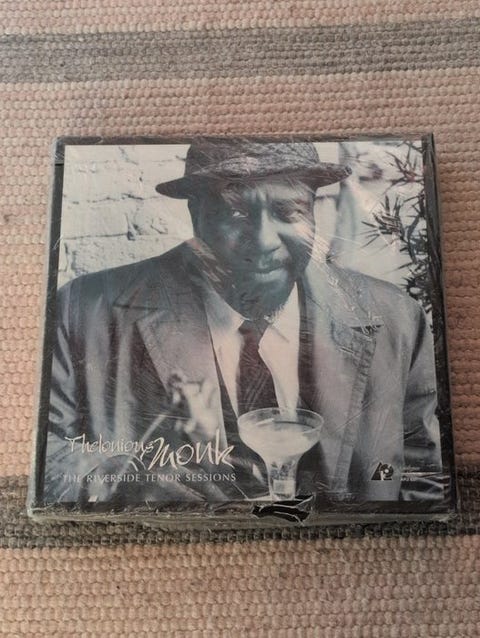 Thelonious
Monk
THE RIVERSIDE TENOR SESSIONS